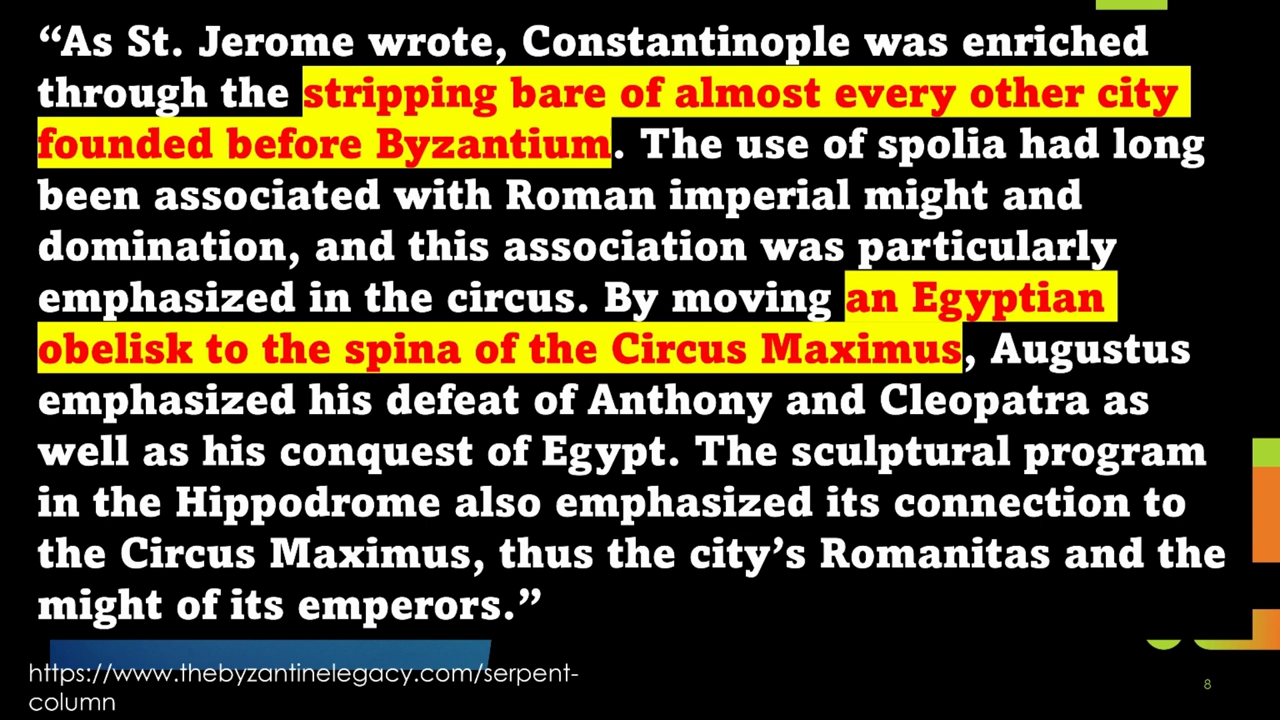 “As St. Jerome wrote, Constantinople was enriched
through the stripping bare of almost every other city
founded before Byzantium. The use of spolia had long
been associated with Roman imperial might and
domination, and this association was particularly
emphasized in the circus. By moving an Egyptian
obelisk to the spina of the Circus Maximus, Augustus
emphasized his defeat of Anthony and Cleopatra as
well as his conquest of Egypt. The sculptural program
in the Hippodrome also emphasized its connection to
the Circus Maximus, thus the city’s Romanitas and the
might of its emperors.”
https://www.thebyzantinelegacy.com/serpent-
column
8